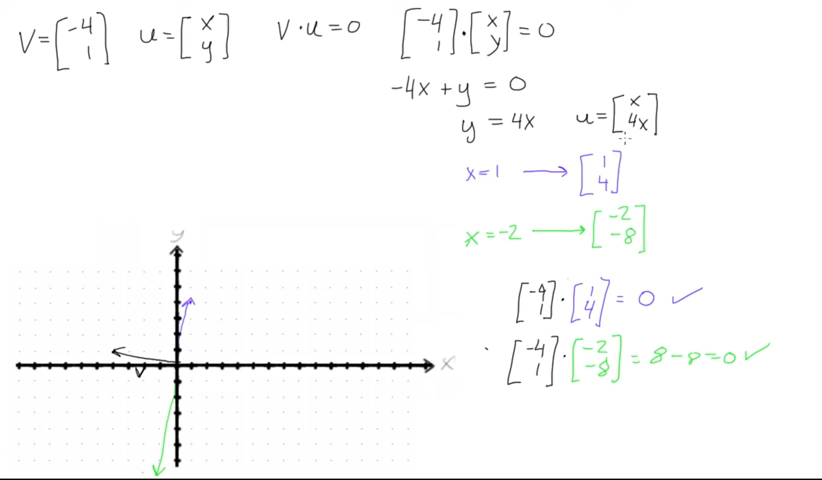 V = [-4 1] u = [x y] V · u = 0 [-4 1] · [x y] = 0
-4x + y = 0
y = 4x u = [x 4x]
x = 1 → [1 4]
x = -2 → [-2 -8]
[-4 1] · [1 4] = 0 ✓
[-4 1] · [-2 -8] = 8 - 8 = 0 ✓
y
x
V